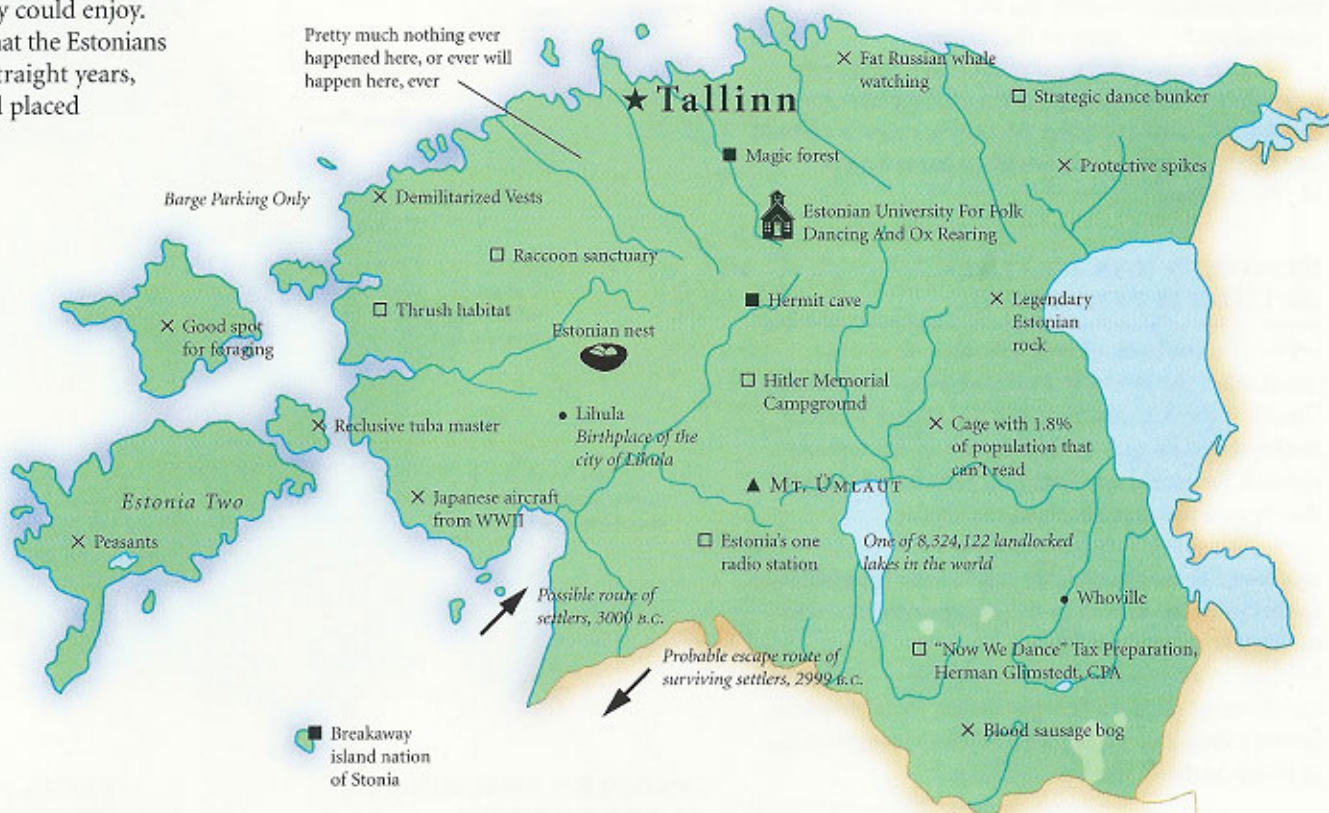 y could enjoy.
at the Estonians
traight years,
l placed
Pretty much nothing ever
happened here, or ever will
happen here, ever
★ Tallinn
Fat Russian whale
watching
Strategic dance bunker
Magic forest
Protective spikes
Barge Parking Only
Demilitarized Vests
Estonian University For Folk
Dancing And Ox Rearing
Raccoon sanctuary
Thrush habitat
Hermit cave
Legendary
Estonian
rock
Good spot
for foraging
Estonian nest
Hitler Memorial
Campground
Lihula
Birthplace of the
city of Lihula
Reclusive tuba master
Cage with 1.8%
of population that
can't read
Estonia Two
Japanese aircraft
from WWII
MT. ÜMLAUT
Peasants
Estonia's one
radio station
One of 8,324,122 landlocked
lakes in the world
Possible route of
settlers, 3000 B.C.
Whoville
Probable escape route of
surviving settlers, 2999 B.C.
"Now We Dance" Tax Preparation,
Herman Glimstedt, CPA
Breakaway
island nation
of Stonia
Blood sausage bog